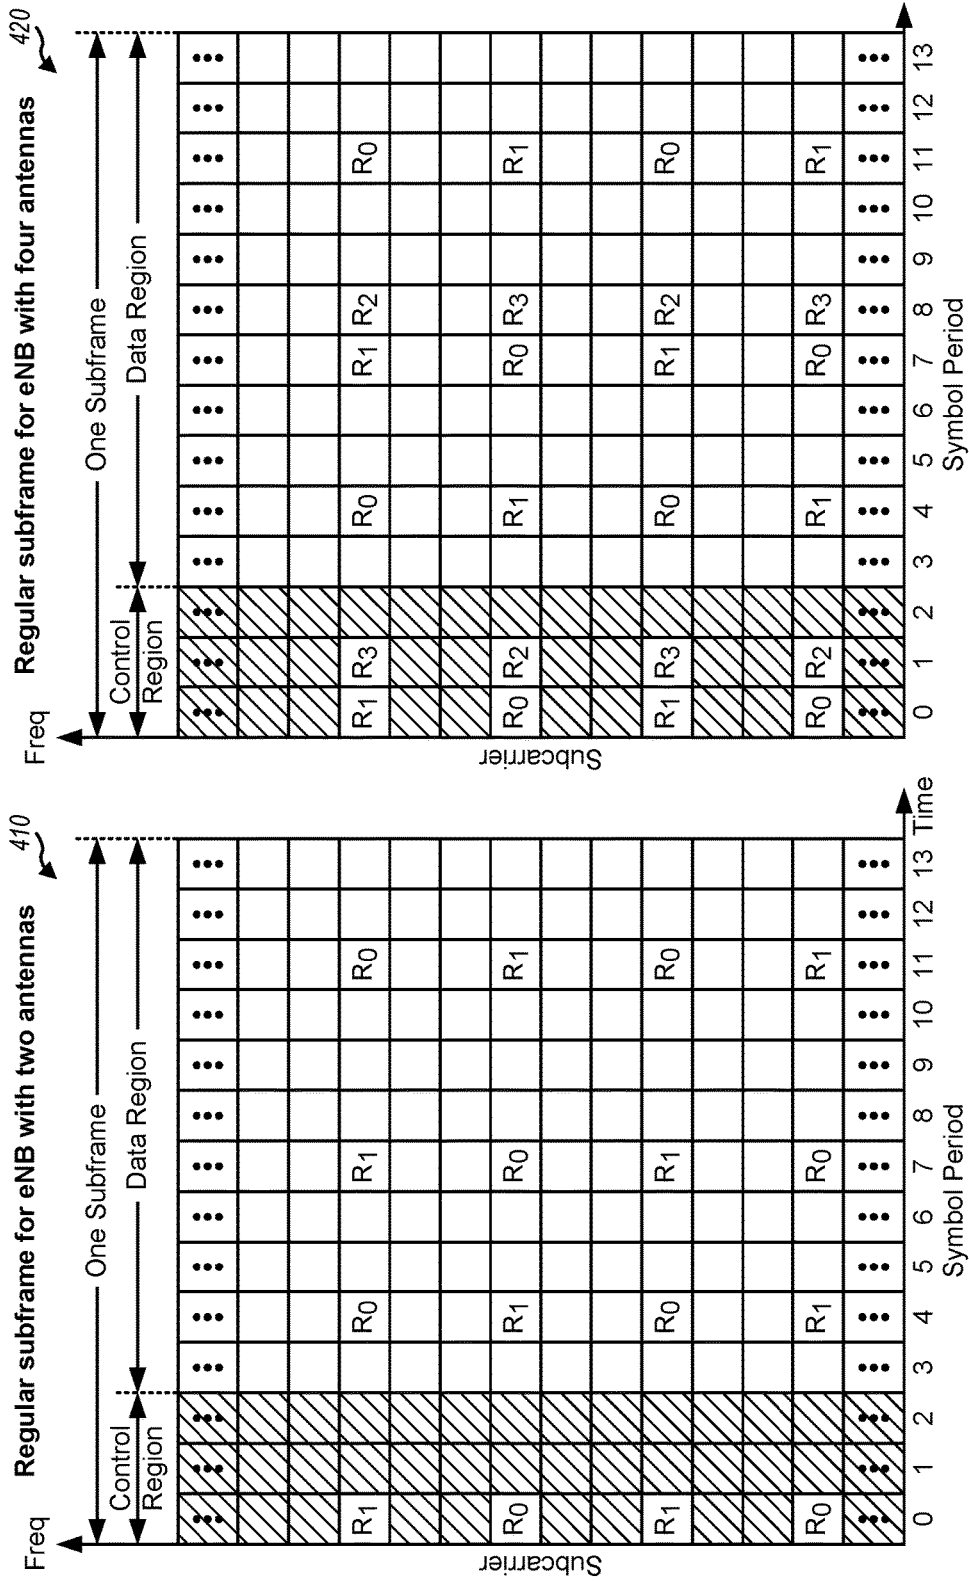 Regular subframe for eNB with two antennas
410
Freq
One Subframe
Control
Region
Data Region
Subcarrier
... ... ... ... ... ... ... ... ... ... ... ... ... ...
R1 R0 R1 R0
R0 R1 R0 R1
R1 R0 R1 R0
R0 R1 R0 R1
... ... ... ... ... ... ... ... ... ... ... ... ... ...
0 1 2 3 4 5 6 7 8 9 10 11 12 13
Time
Symbol Period
Regular subframe for eNB with four antennas
420
Freq
One Subframe
Control
Region
Data Region
Subcarrier
... ... ... ... ... ... ... ... ... ... ... ... ... ...
R1 R3 R0 R1 R2 R0
R0 R2 R1 R0 R3 R1
R1 R3 R0 R1 R2 R0
R0 R2 R1 R0 R3 R1
... ... ... ... ... ... ... ... ... ... ... ... ... ...
0 1 2 3 4 5 6 7 8 9 10 11 12 13
Symbol Period